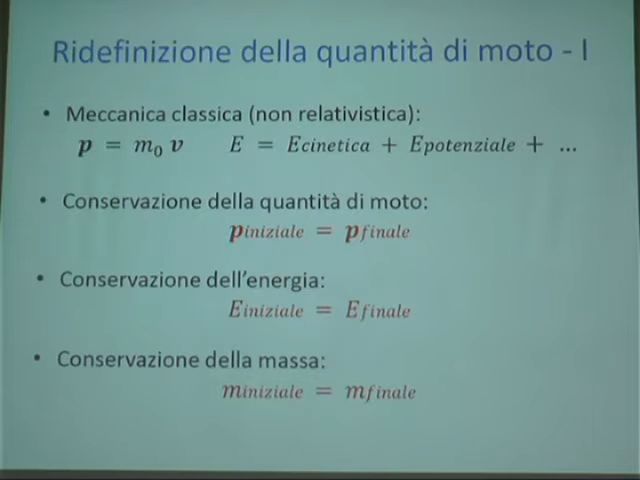 Ridefinizione della quantità di moto - I
• Meccanica classica (non relativistica):
p = m₀ v E = Ecinetica + Epotenziale + ...
• Conservazione della quantità di moto:
piniziale = pfinale
• Conservazione dell'energia:
Einiziale = Efinale
• Conservazione della massa:
miniziale = mfinale